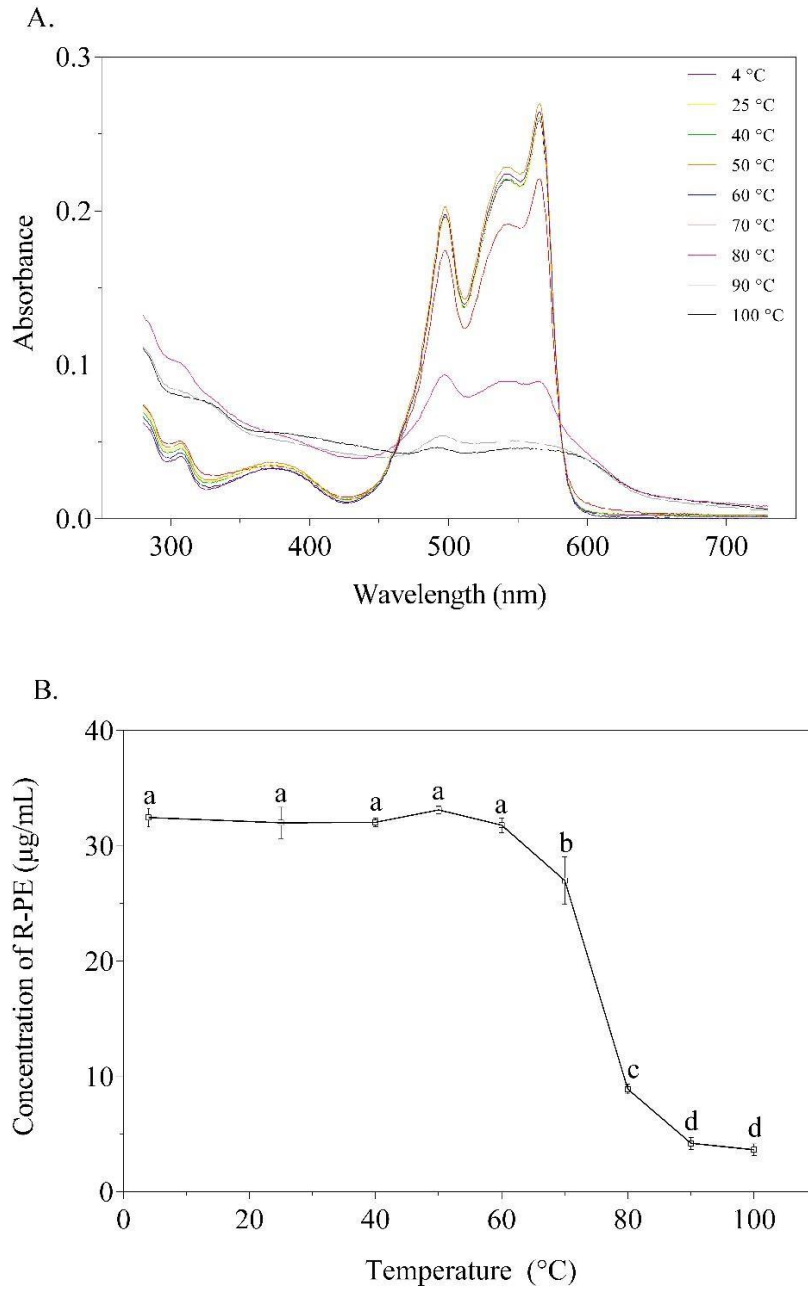 A.
0.3
0.2
0.1
0.0
Absorbance
300
400
500
600
700
Wavelength (nm)
4 °C
25 °C
40 °C
50 °C
60 °C
70 °C
80 °C
90 °C
100 °C
B.
40
30
20
10
0
Concentration of R-PE (µg/mL)
a
a
a
a
a
b
c
d
d
0
20
40
60
80
100
Temperature (°C)